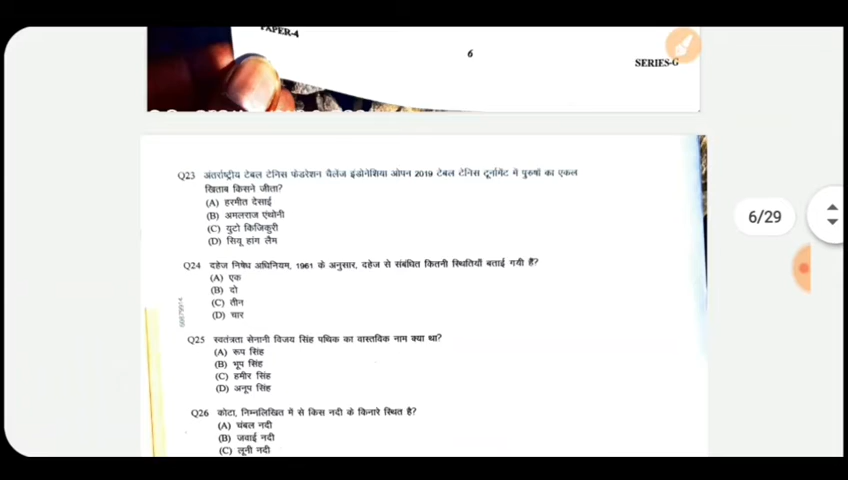 PAPER-4
6
SERIES-G
Q23 अंतर्राष्ट्रीय टेबल टेनिस फेडरेशन चैलेंज इंडोनेशिया ओपन 2019 टेबल टेनिस टूर्नामेंट में पुरुषों का एकल
खिताब किसने जीता?
(A) हरमीत देसाई
(B) अमलराज एंथोनी
(C) युटो किजिकुरी
(D) सियू हांग लैम
Q24 दहेज निषेध अधिनियम, 1961 के अनुसार, दहेज से संबंधित कितनी स्थितियाँ बताई गयी हैं?
(A) एक
(B) दो
(C) तीन
(D) चार
Q25 स्वतंत्रता सेनानी विजय सिंह पथिक का वास्तविक नाम क्या था?
(A) रूप सिंह
(B) भूप सिंह
(C) हमीर सिंह
(D) अनूप सिंह
Q26 कोटा, निम्नलिखित में से किस नदी के किनारे स्थित है?
(A) चंबल नदी
(B) जवाई नदी
(C) लूनी नदी
6/29